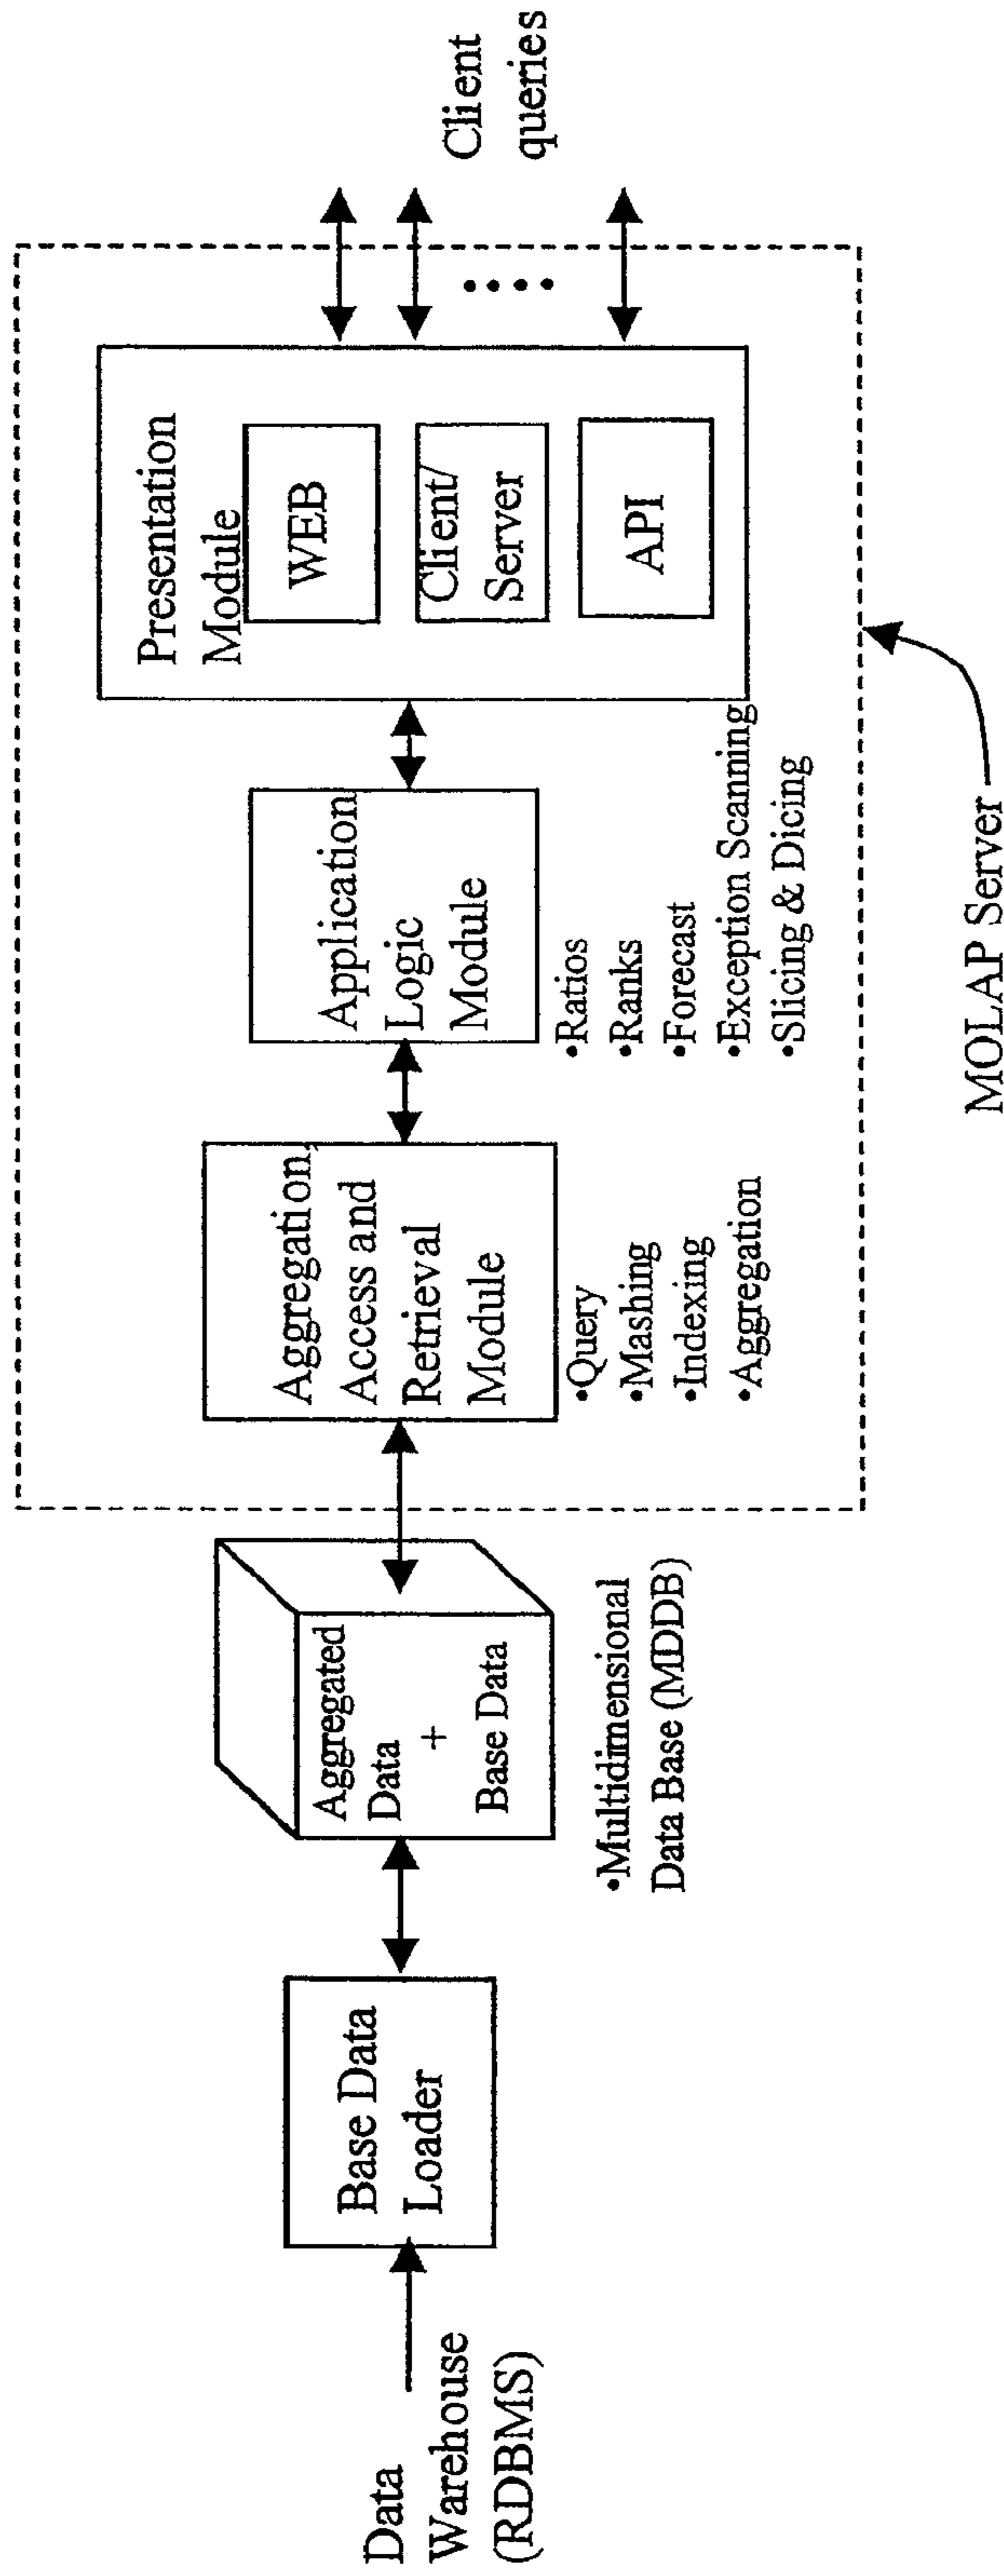 Data
Warehouse
(RDBMS)
Base Data
Loader
Aggregated
Data
+
Base Data
•Multidimensional
Data Base (MDDB)
Aggregation,
Access and
Retrieval
Module
•Query
•Mashing
•Indexing
•Aggregation
Application
Logic
Module
•Ratios
•Ranks
•Forecast
•Exception Scanning
•Slicing & Dicing
Presentation
Module
WEB
Client/
Server
API
Client
queries
MOLAP Server